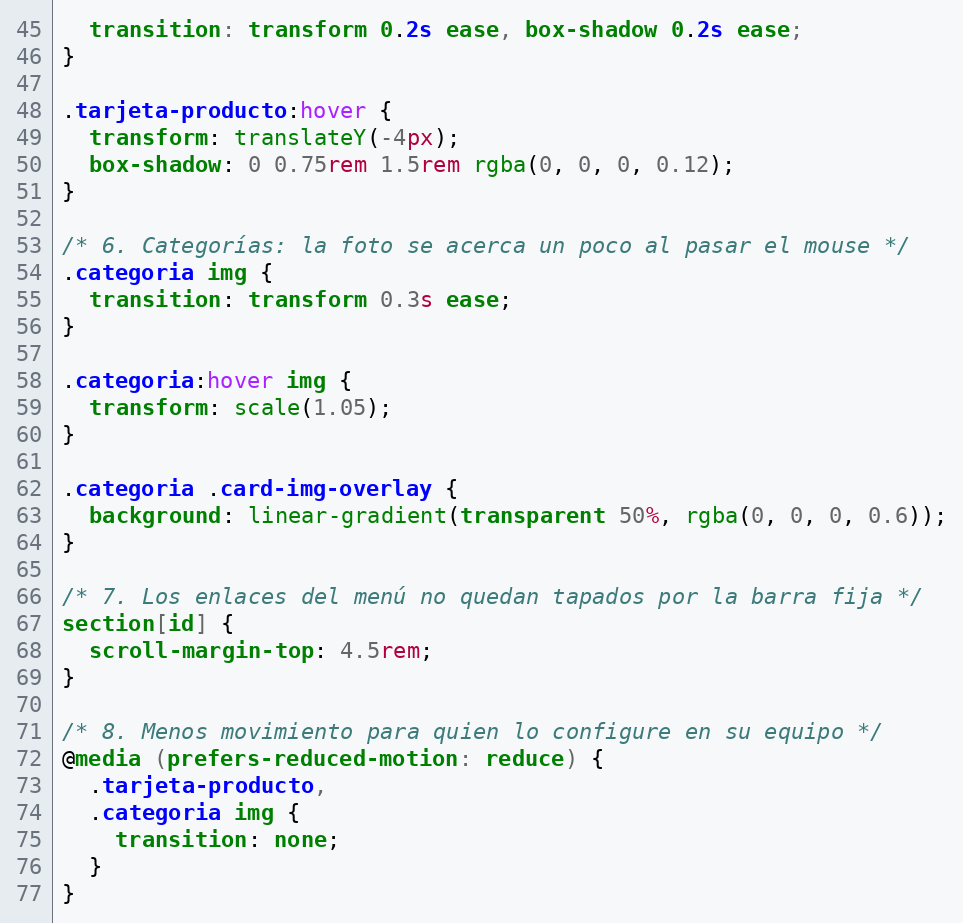 45   transition: transform 0.2s ease, box-shadow 0.2s ease;
46 }
47
48 .tarjeta-producto:hover {
49   transform: translateY(-4px);
50   box-shadow: 0 0.75rem 1.5rem rgba(0, 0, 0, 0.12);
51 }
52
53 /* 6. Categorías: la foto se acerca un poco al pasar el mouse */
54 .categoria img {
55   transition: transform 0.3s ease;
56 }
57
58 .categoria:hover img {
59   transform: scale(1.05);
60 }
61
62 .categoria .card-img-overlay {
63   background: linear-gradient(transparent 50%, rgba(0, 0, 0, 0.6));
64 }
65
66 /* 7. Los enlaces del menú no quedan tapados por la barra fija */
67 section[id] {
68   scroll-margin-top: 4.5rem;
69 }
70
71 /* 8. Menos movimiento para quien lo configure en su equipo */
72 @media (prefers-reduced-motion: reduce) {
73   .tarjeta-producto,
74   .categoria img {
75     transition: none;
76   }
77 }